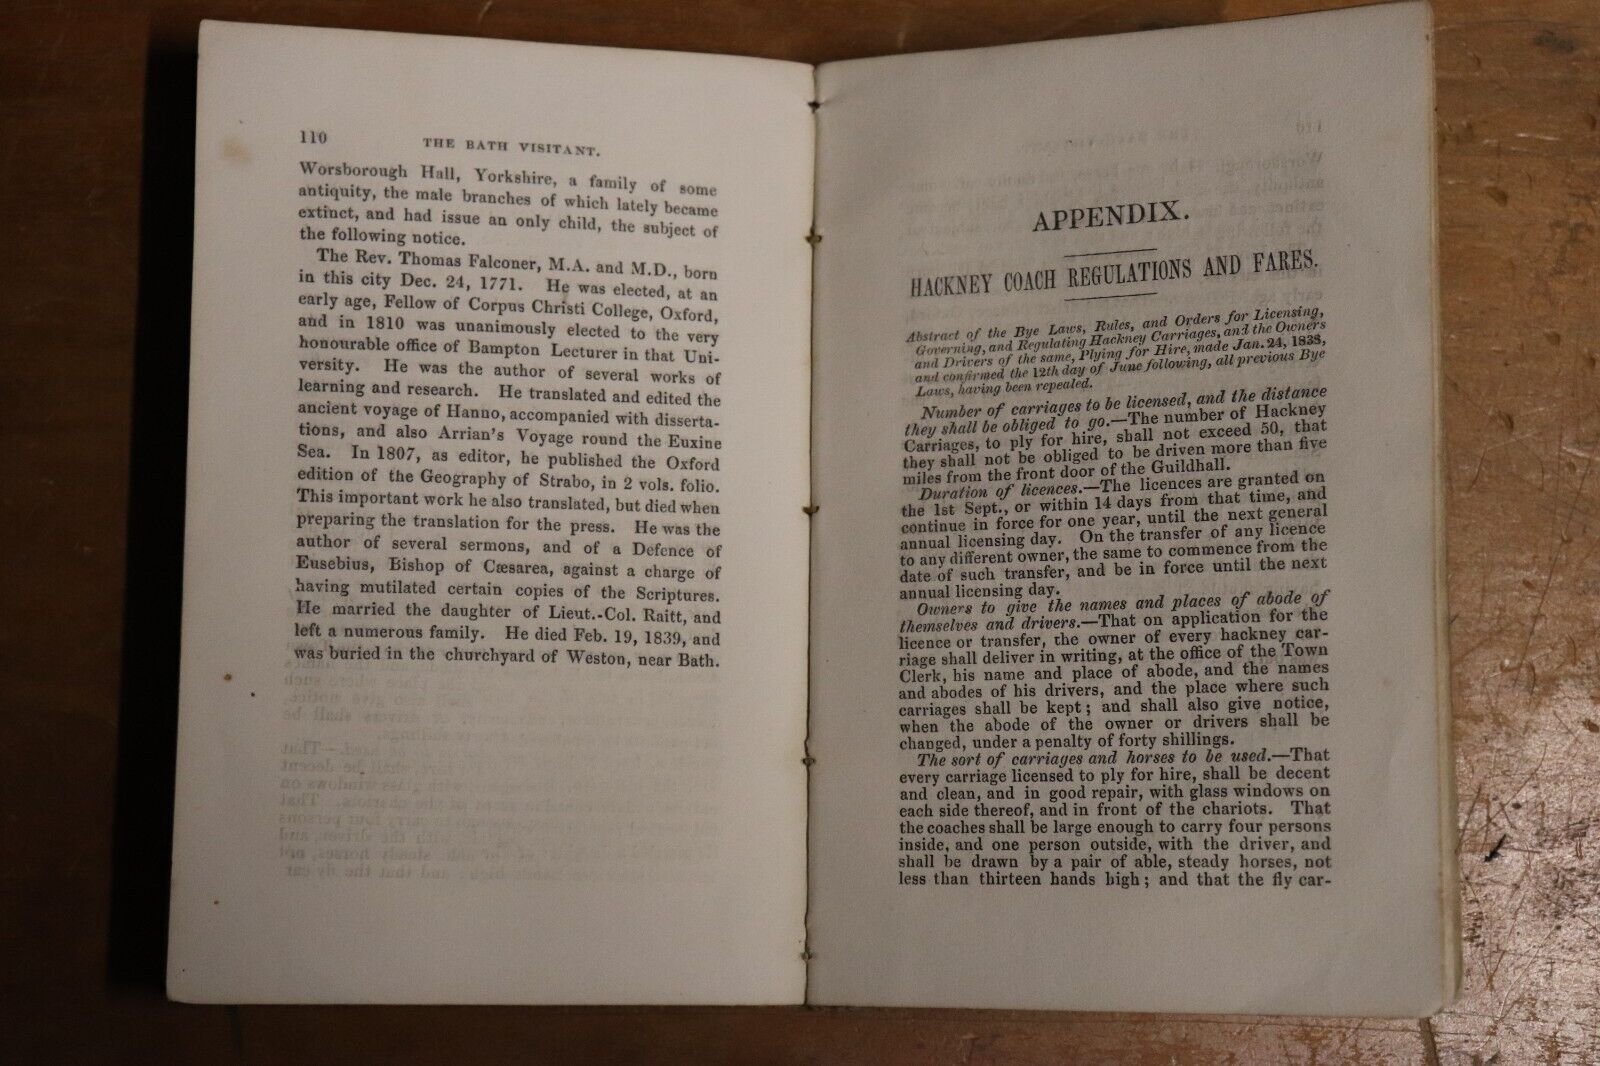 110
THE BATH VISITANT.
Worsborough Hall, Yorkshire, a family of some
antiquity, the male branches of which lately became
extinct, and had issue an only child, the subject of
the following notice.
The Rev. Thomas Falconer, M.A. and M.D., born
in this city Dec. 24, 1771. He was elected, at an
early age, Fellow of Corpus Christi College, Oxford,
and in 1810 was unanimously elected to the very
honourable office of Bampton Lecturer in that Uni-
versity. He was the author of several works of
learning and research. He translated and edited the
ancient voyage of Hanno, accompanied with disserta-
tions, and also Arrian's Voyage round the Euxine
Sea. In 1807, as editor, he published the Oxford
edition of the Geography of Strabo, in 2 vols. folio.
This important work he also translated, but died when
preparing the translation for the press. He was the
author of several sermons, and of a Defence of
Eusebius, Bishop of Cæsarea, against a charge of
having mutilated certain copies of the Scriptures.
He married the daughter of Lieut.-Col. Raitt, and
left a numerous family. He died Feb. 19, 1839, and
was buried in the churchyard of Weston, near Bath.
APPENDIX.
HACKNEY COACH REGULATIONS AND FARES.
Abstract of the Bye Laws, Rules, and Orders for Licensing,
Governing, and Regulating Hackney Carriages, and the Owners
and Drivers of the same, Plying for Hire, made Jan. 24, 1838,
and confirmed the 12th day of June following, all previous Bye
Laws, having been repealed.
Number of carriages to be licensed, and the distance
they shall be obliged to go.—The number of Hackney
Carriages, to ply for hire, shall not exceed 50, that
they shall not be obliged to be driven more than five
miles from the front door of the Guildhall.
Duration of licences.—The licences are granted on
the 1st Sept., or within 14 days from that time, and
continue in force for one year, until the next general
annual licensing day. On the transfer of any licence
to any different owner, the same to commence from the
date of such transfer, and be in force until the next
annual licensing day.
Owners to give the names and places of abode of
themselves and drivers.—That on application for the
licence or transfer, the owner of every hackney car-
riage shall deliver in writing, at the office of the Town
Clerk, his name and place of abode, and the names
and abodes of his drivers, and the place where such
carriages shall be kept; and shall also give notice,
when the abode of the owner or drivers shall be
changed, under a penalty of forty shillings.
The sort of carriages and horses to be used.—That
every carriage licensed to ply for hire, shall be decent
and clean, and in good repair, with glass windows on
each side thereof, and in front of the chariots. That
the coaches shall be large enough to carry four persons
inside, and one person outside, with the driver, and
shall be drawn by a pair of able, steady horses, not
less than thirteen hands high; and that the fly car-